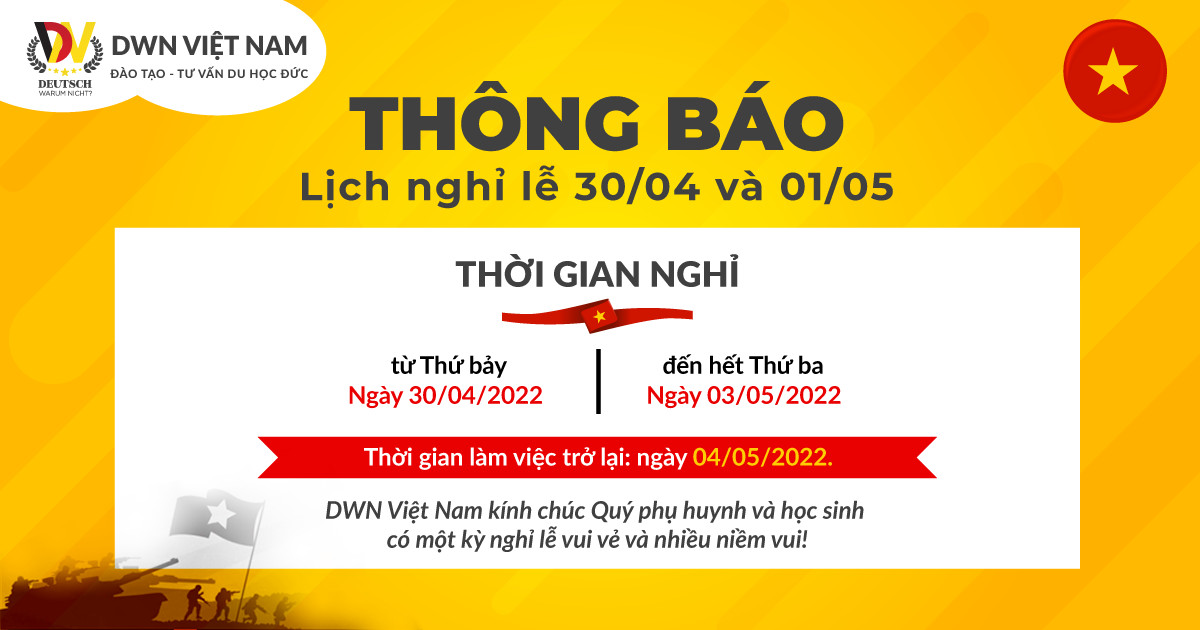 DWN VIỆT NAM
ĐÀO TẠO - TƯ VẤN DU HỌC ĐỨC
DEUTSCH
WARUM NICHT?
THÔNG BÁO
Lịch nghỉ lễ 30/04 và 01/05
THỜI GIAN NGHỈ
từ Thứ bảy
Ngày 30/04/2022
đến hết Thứ ba
Ngày 03/05/2022
Thời gian làm việc trở lại: ngày 04/05/2022.
DWN Việt Nam kính chúc Quý phụ huynh và học sinh
có một kỳ nghỉ lễ vui vẻ và nhiều niềm vui!